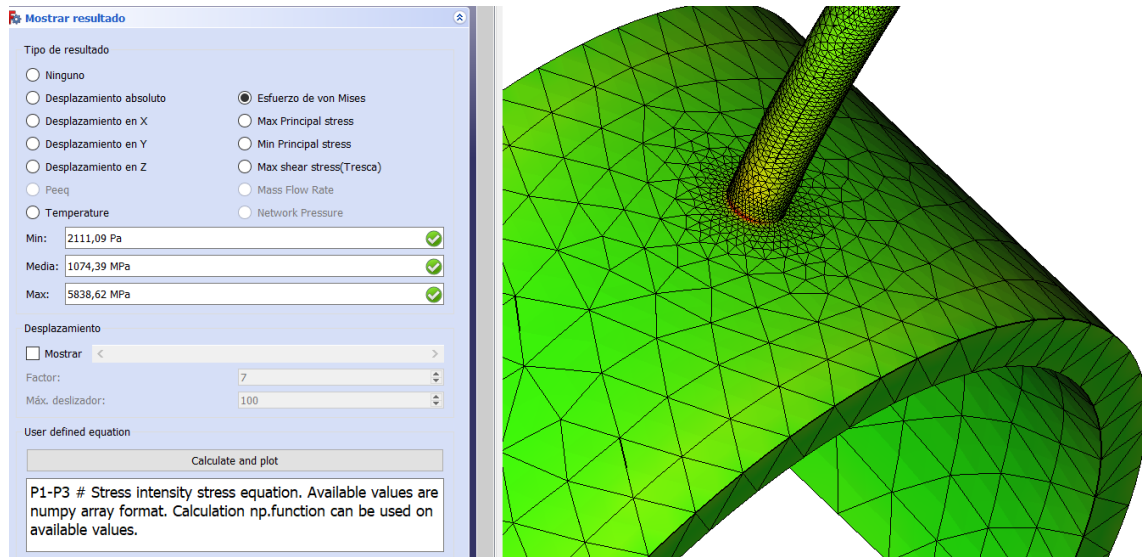 Mostrar resultado
Tipo de resultado
Ninguno
Desplazamiento absoluto
Esfuerzo de von Mises
Desplazamiento en X
Max Principal stress
Desplazamiento en Y
Min Principal stress
Desplazamiento en Z
Max shear stress(Tresca)
Peeq
Mass Flow Rate
Temperature
Network Pressure
Min: 2111,09 Pa
Media: 1074,39 MPa
Max: 5838,62 MPa
Desplazamiento
Mostrar
Factor: 7
Máx. deslizador: 100
User defined equation
Calculate and plot
P1-P3 # Stress intensity stress equation. Available values are
numpy array format. Calculation np.function can be used on
available values.